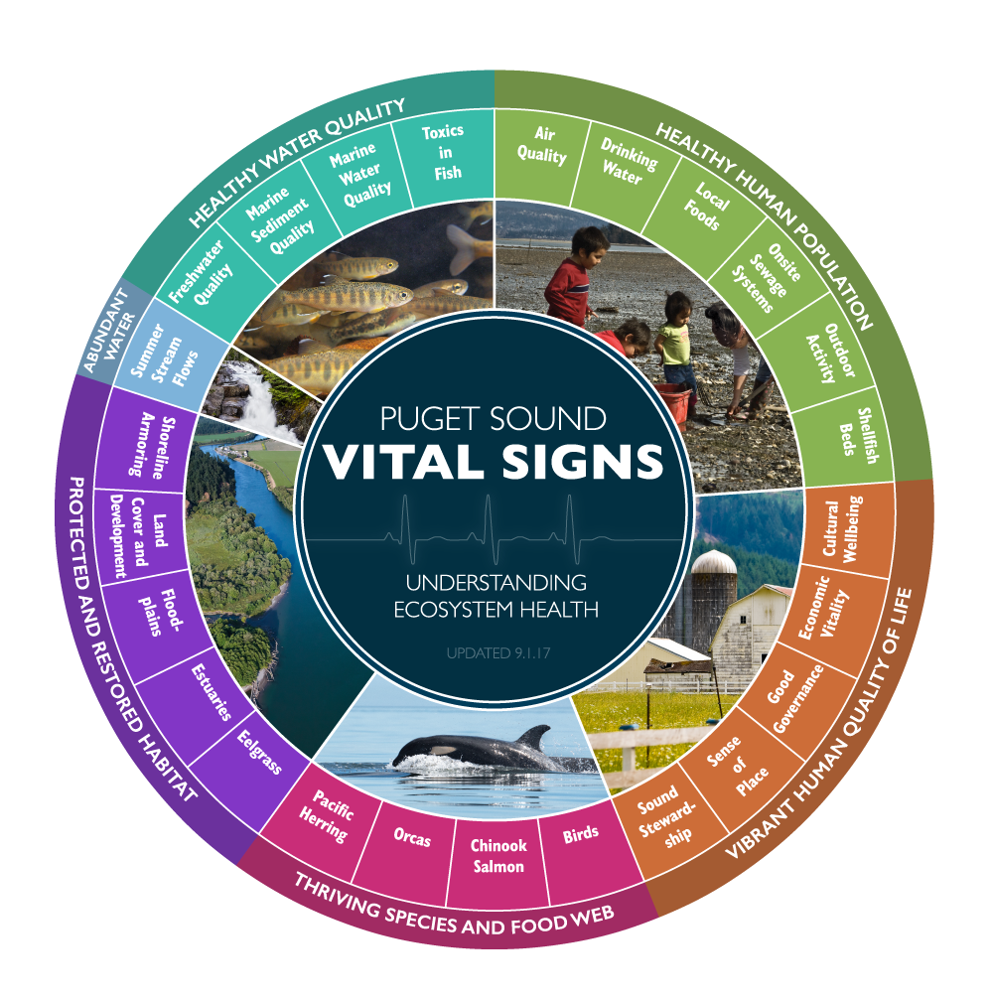 PUGET SOUND
VITAL SIGNS
UNDERSTANDING
ECOSYSTEM HEALTH
UPDATED 9.1.17
HEALTHY HUMAN POPULATION
Air
Quality
Drinking
Water
Local
Foods
Onsite
Sewage
Systems
Outdoor
Activity
Shellfish
Beds
VIBRANT HUMAN QUALITY OF LIFE
Cultural
Wellbeing
Economic
Vitality
Good
Governance
Sense
of
Place
Sound
Steward-
ship
THRIVING SPECIES AND FOOD WEB
Birds
Chinook
Salmon
Orcas
Pacific
Herring
PROTECTED AND RESTORED HABITAT
Eelgrass
Estuaries
Flood-
plains
Land
Cover and
Development
Shoreline
Armoring
ABUNDANT
WATER
Summer
Stream
Flows
HEALTHY WATER QUALITY
Freshwater
Quality
Marine
Sediment
Quality
Marine
Water
Quality
Toxics
in
Fish